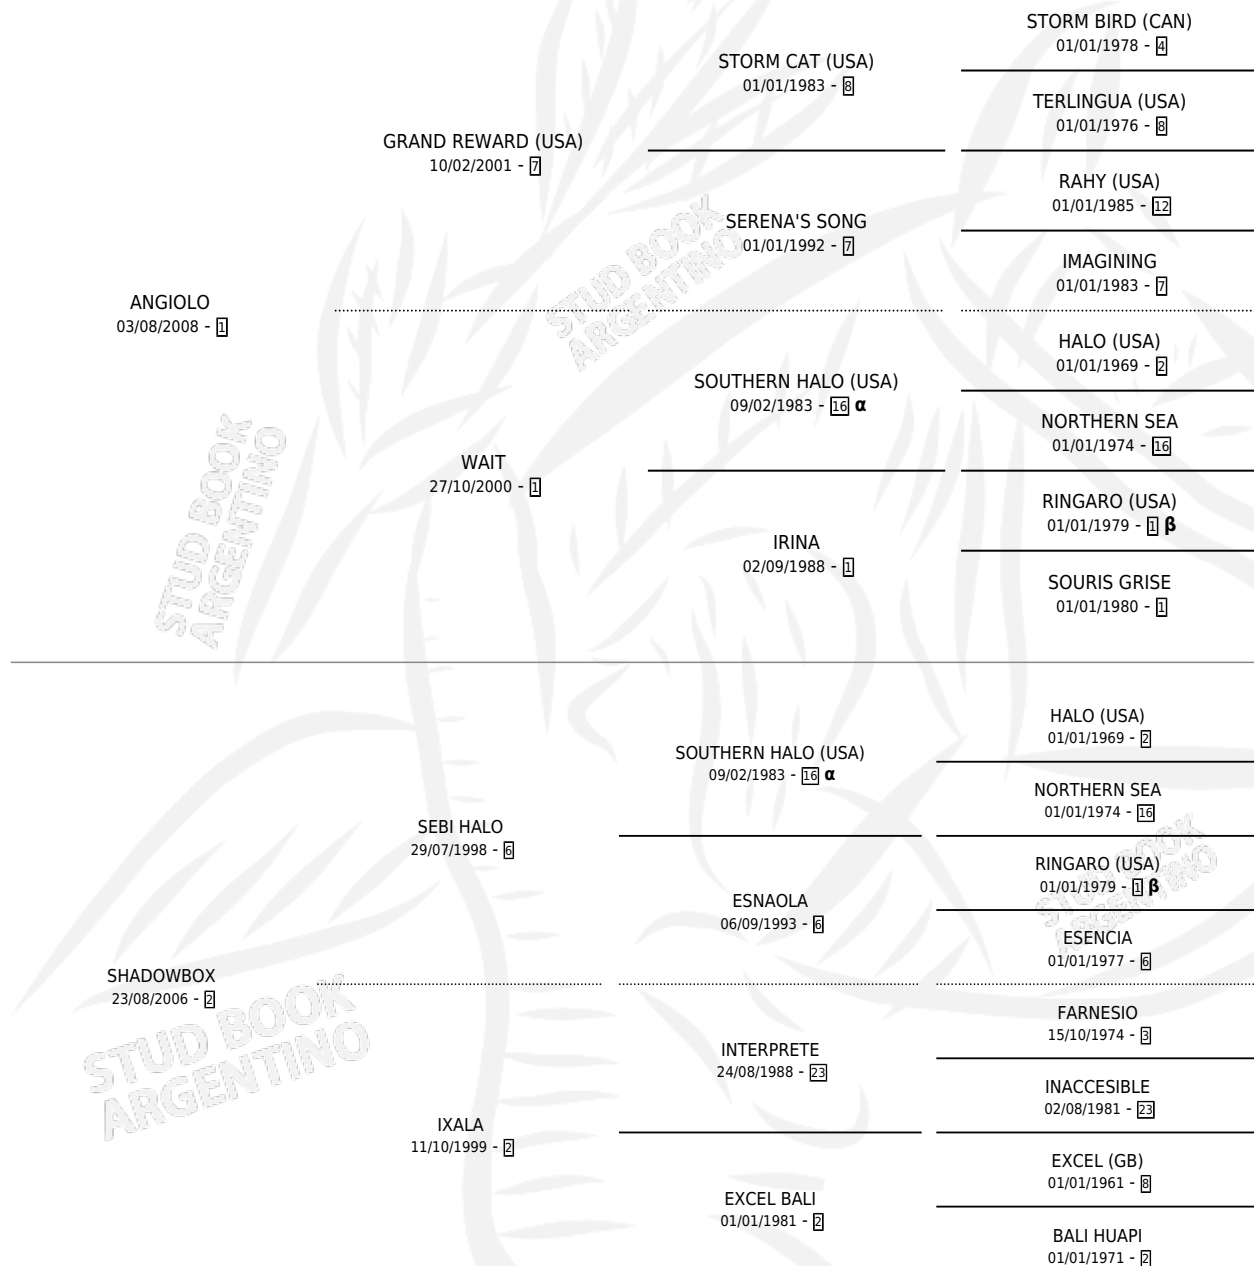 STORM BIRD (CAN)
01/01/1978 - 4
STORM CAT (USA)
01/01/1983 - 8
TERLINGUA (USA)
01/01/1976 - 8
GRAND REWARD (USA)
10/02/2001 - 7
RAHY (USA)
01/01/1985 - 12
SERENA'S SONG
01/01/1992 - 7
IMAGINING
01/01/1983 - 7
ANGIOLO
03/08/2008 - 1
HALO (USA)
01/01/1969 - 2
SOUTHERN HALO (USA)
09/02/1983 - 16 α
NORTHERN SEA
01/01/1974 - 16
WAIT
27/10/2000 - 1
RINGARO (USA)
01/01/1979 - 1 β
IRINA
02/09/1988 - 1
SOURIS GRISE
01/01/1980 - 1
HALO (USA)
01/01/1969 - 2
SOUTHERN HALO (USA)
09/02/1983 - 16 α
NORTHERN SEA
01/01/1974 - 16
SEBI HALO
29/07/1998 - 6
RINGARO (USA)
01/01/1979 - 1 β
ESNAOLA
06/09/1993 - 6
ESENCIA
01/01/1977 - 6
SHADOWBOX
23/08/2006 - 2
FARNESIO
15/10/1974 - 3
INTERPRETE
24/08/1988 - 23
INACCESIBLE
02/08/1981 - 23
IXALA
11/10/1999 - 2
EXCEL (GB)
01/01/1961 - 8
EXCEL BALI
01/01/1981 - 2
BALI HUAPI
01/01/1971 - 2
STUD BOOK
ARGENTINO
STUD BOOK
ARGENTINO
STUD BOOK
ARGENTINO
STUD BOOK
ARGENTINO